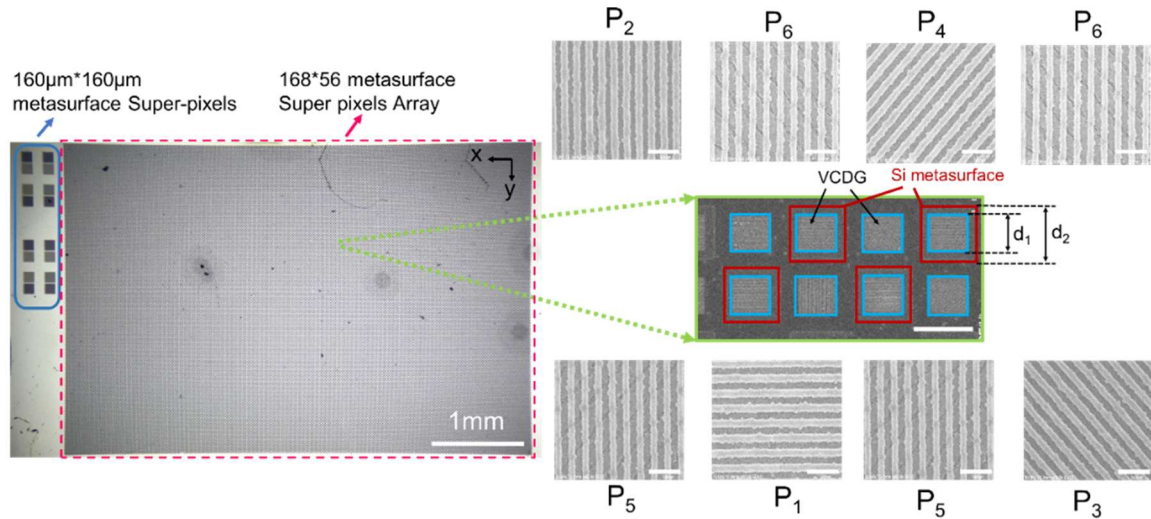 160μm*160μm
metasurface Super-pixels
168*56 metasurface
Super pixels Array
x
y
1mm
P2
P6
P4
P6
VCDG
Si metasurface
d1
d2
P5
P1
P5
P3